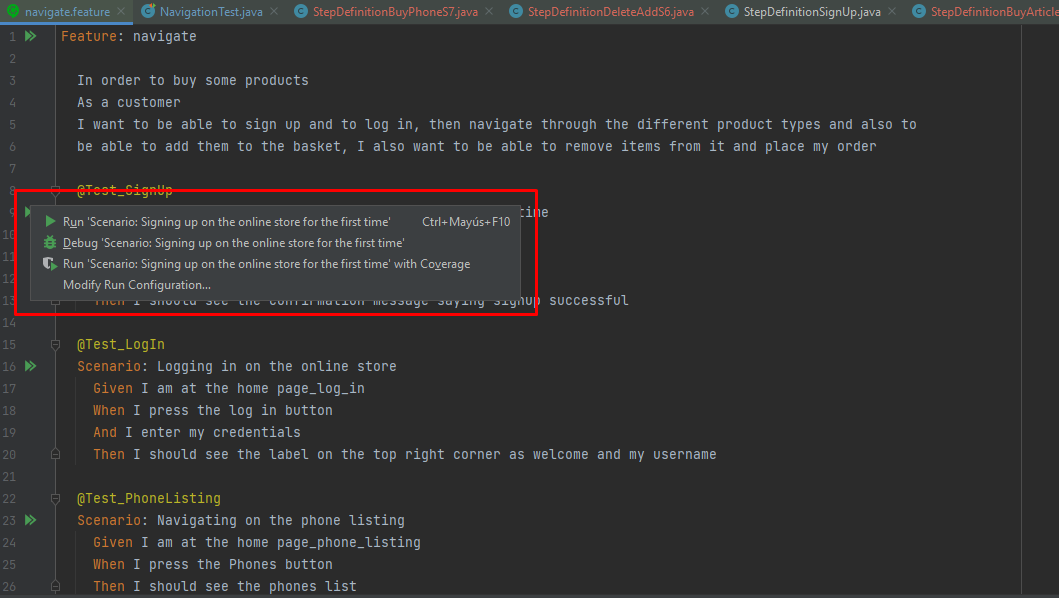 navigate.feature NavigationTest.java StepDefinitionBuyPhoneS7.java StepDefinitionDeleteAddS6.java StepDefinitionSignUp.java StepDefinitionBuyArticle
1 Feature: navigate
2
3 In order to buy some products
4 As a customer
5 I want to be able to sign up and to log in, then navigate through the different product types and also to
6 be able to add them to the basket, I also want to be able to remove items from it and place my order
7
8 @Test_SignUp
9 time
Run 'Scenario: Signing up on the online store for the first time' Ctrl+Mayús+F10
10
Debug 'Scenario: Signing up on the online store for the first time'
11
Run 'Scenario: Signing up on the online store for the first time' with Coverage
12
Modify Run Configuration...
13 Then I should see the confirmation message saying signup successful
14
15 @Test_LogIn
16 Scenario: Logging in on the online store
17 Given I am at the home page_log_in
18 When I press the log in button
19 And I enter my credentials
20 Then I should see the label on the top right corner as welcome and my username
21
22 @Test_PhoneListing
23 Scenario: Navigating on the phone listing
24 Given I am at the home page_phone_listing
25 When I press the Phones button
26 Then I should see the phones list